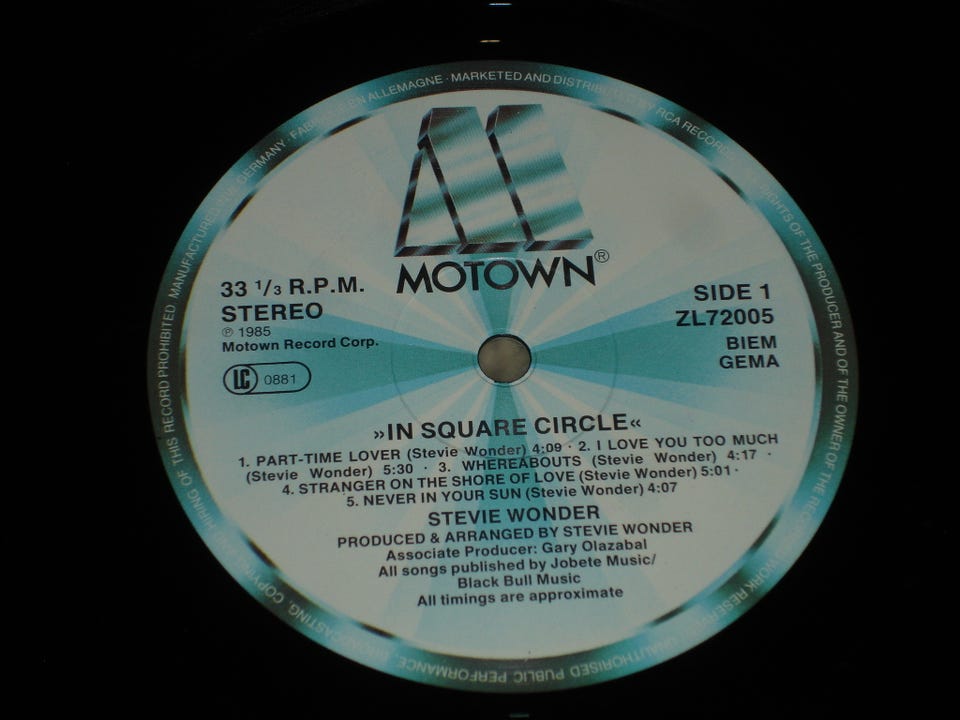 MOTOWN®
33 1/3 R.P.M.
STEREO
℗ 1985
Motown Record Corp.
LC 0881
SIDE 1
ZL72005
BIEM
GEMA
»IN SQUARE CIRCLE«
1. PART-TIME LOVER (Stevie Wonder) 4:09 · 2. I LOVE YOU TOO MUCH
(Stevie Wonder) 5:30 · 3. WHEREABOUTS (Stevie Wonder) 4:17 ·
4. STRANGER ON THE SHORE OF LOVE (Stevie Wonder) 5:01 ·
5. NEVER IN YOUR SUN (Stevie Wonder) 4:07
STEVIE WONDER
PRODUCED & ARRANGED BY STEVIE WONDER
Associate Producer: Gary Olazabal
All songs published by Jobete Music/
Black Bull Music
All timings are approximate
MANUFACTURED IN GERMANY · ALLEMAGNE · MARKETED AND DISTRIBUTED BY RCA RECORDS RIGHTS OF THE PRODUCER AND OF THE OWNER OF THE WORK UNAUTHORISED PUBLIC PERFORMANCE, BROADCASTING, HIRING OF THIS RECORD PROHIBITED